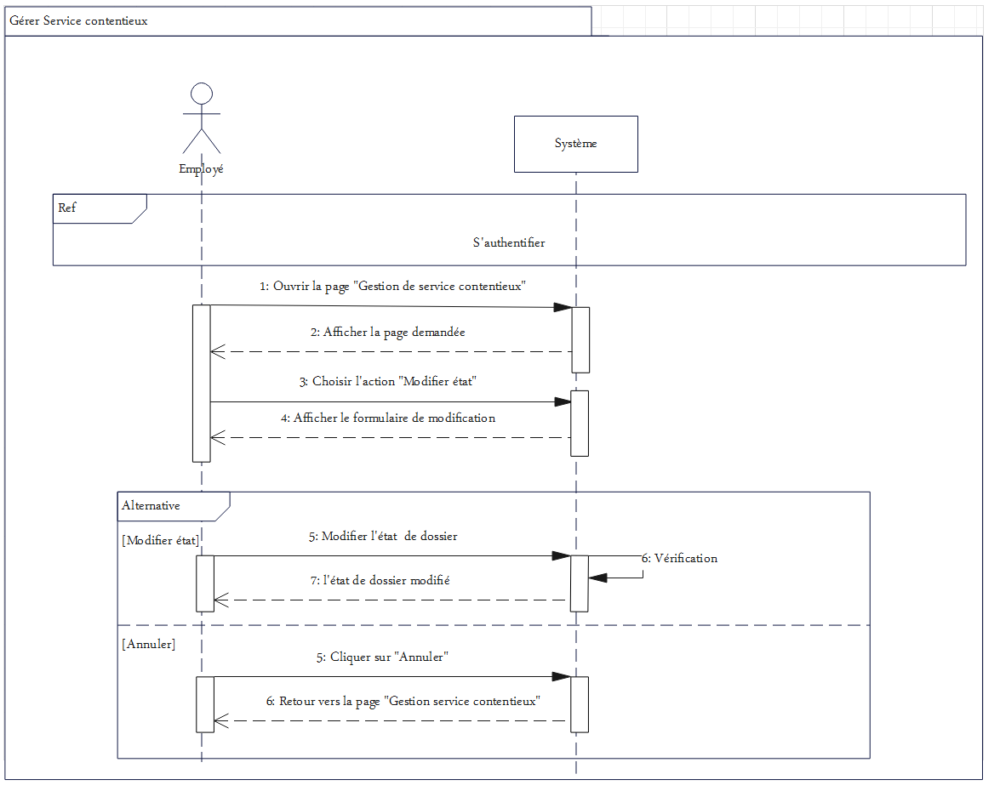 Gérer Service contentieux
Employé
Système
Ref
S'authentifier
1: Ouvrir la page "Gestion de service contentieux"
2: Afficher la page demandée
3: Choisir l'action "Modifier état"
4: Afficher le formulaire de modification
Alternative
[Modifier état]
5: Modifier l'état  de dossier
6: Vérification
7: l'état de dossier modifié
[Annuler]
5: Cliquer sur "Annuler"
6: Retour vers la page "Gestion service contentieux"